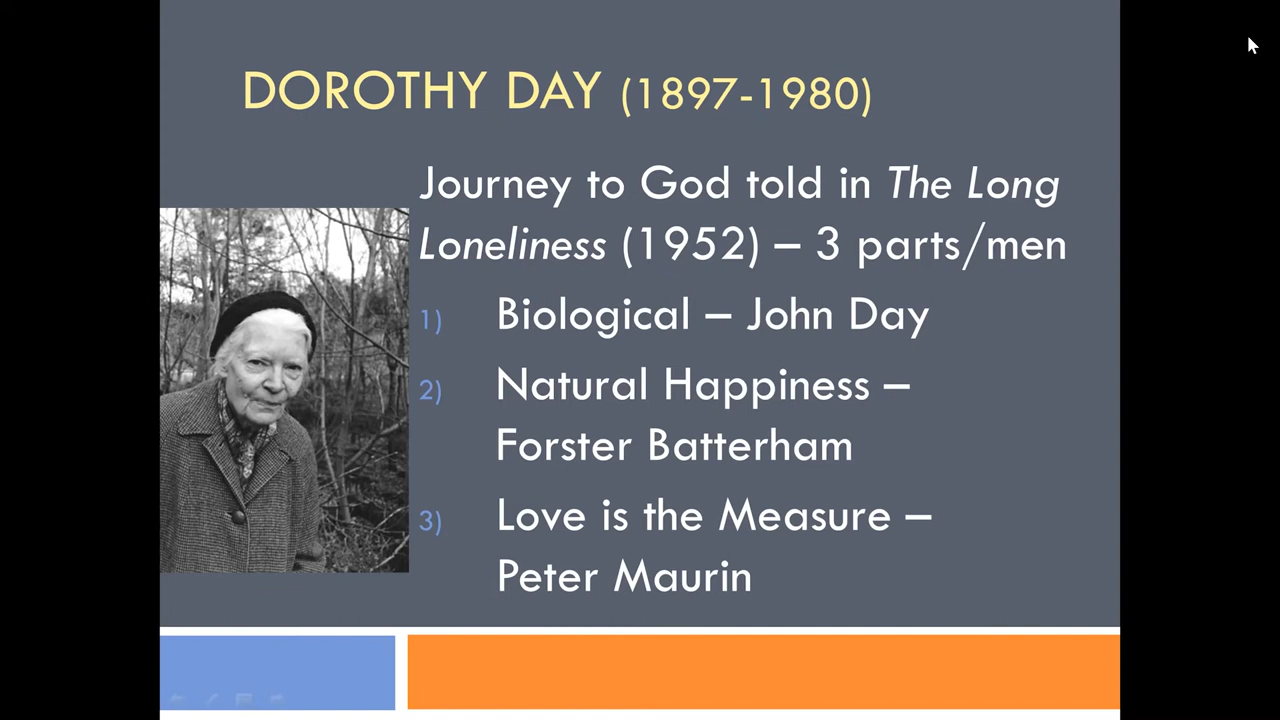 DOROTHY DAY (1897-1980)
Journey to God told in The Long
Loneliness (1952) – 3 parts/men
1) Biological – John Day
2) Natural Happiness –
Forster Batterham
3) Love is the Measure –
Peter Maurin